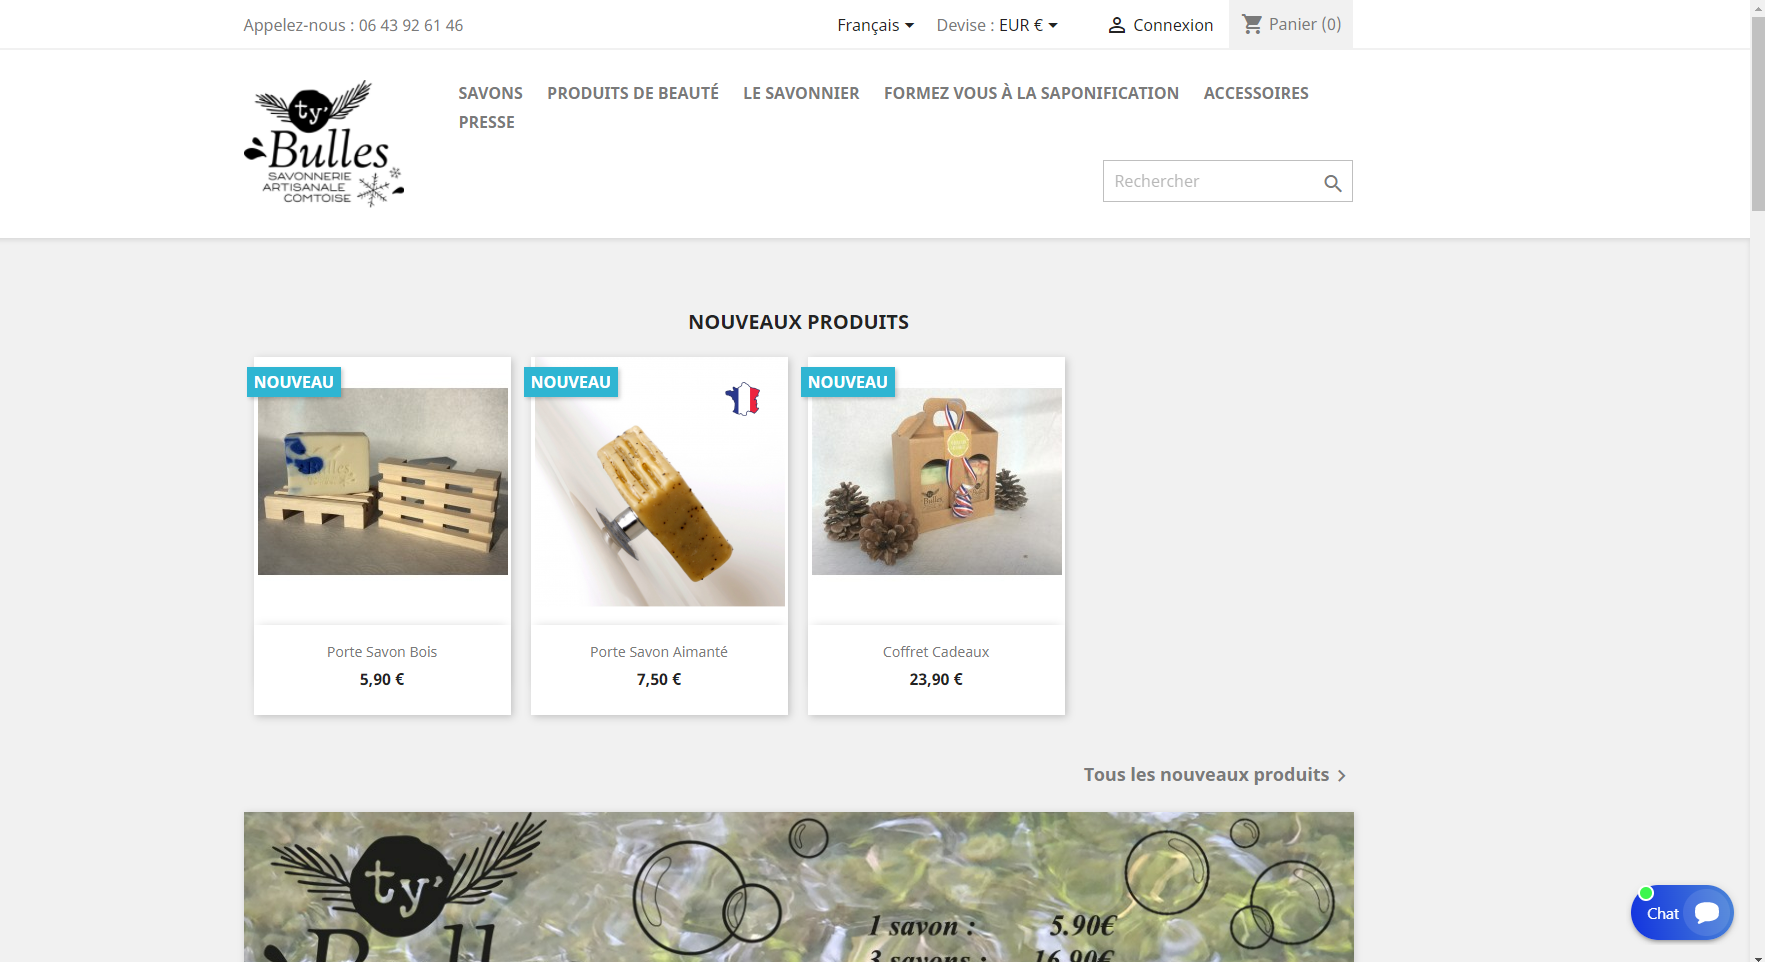 Appelez-nous : 06 43 92 61 46
Français
Devise : EUR €
Connexion
Panier (0)
ty'
Bulles
SAVONNERIE
ARTISANALE
COMTOISE
SAVONS PRODUITS DE BEAUTÉ LE SAVONNIER FORMEZ VOUS À LA SAPONIFICATION ACCESSOIRES
PRESSE
Rechercher
NOUVEAUX PRODUITS
NOUVEAU
NOUVEAU
NOUVEAU
Bulles
Bulles
Porte Savon Bois
5,90 €
Porte Savon Aimanté
7,50 €
Coffret Cadeaux
23,90 €
Tous les nouveaux produits
ty'
1 savon : 5.90€
3 savons : 16.90€
Chat